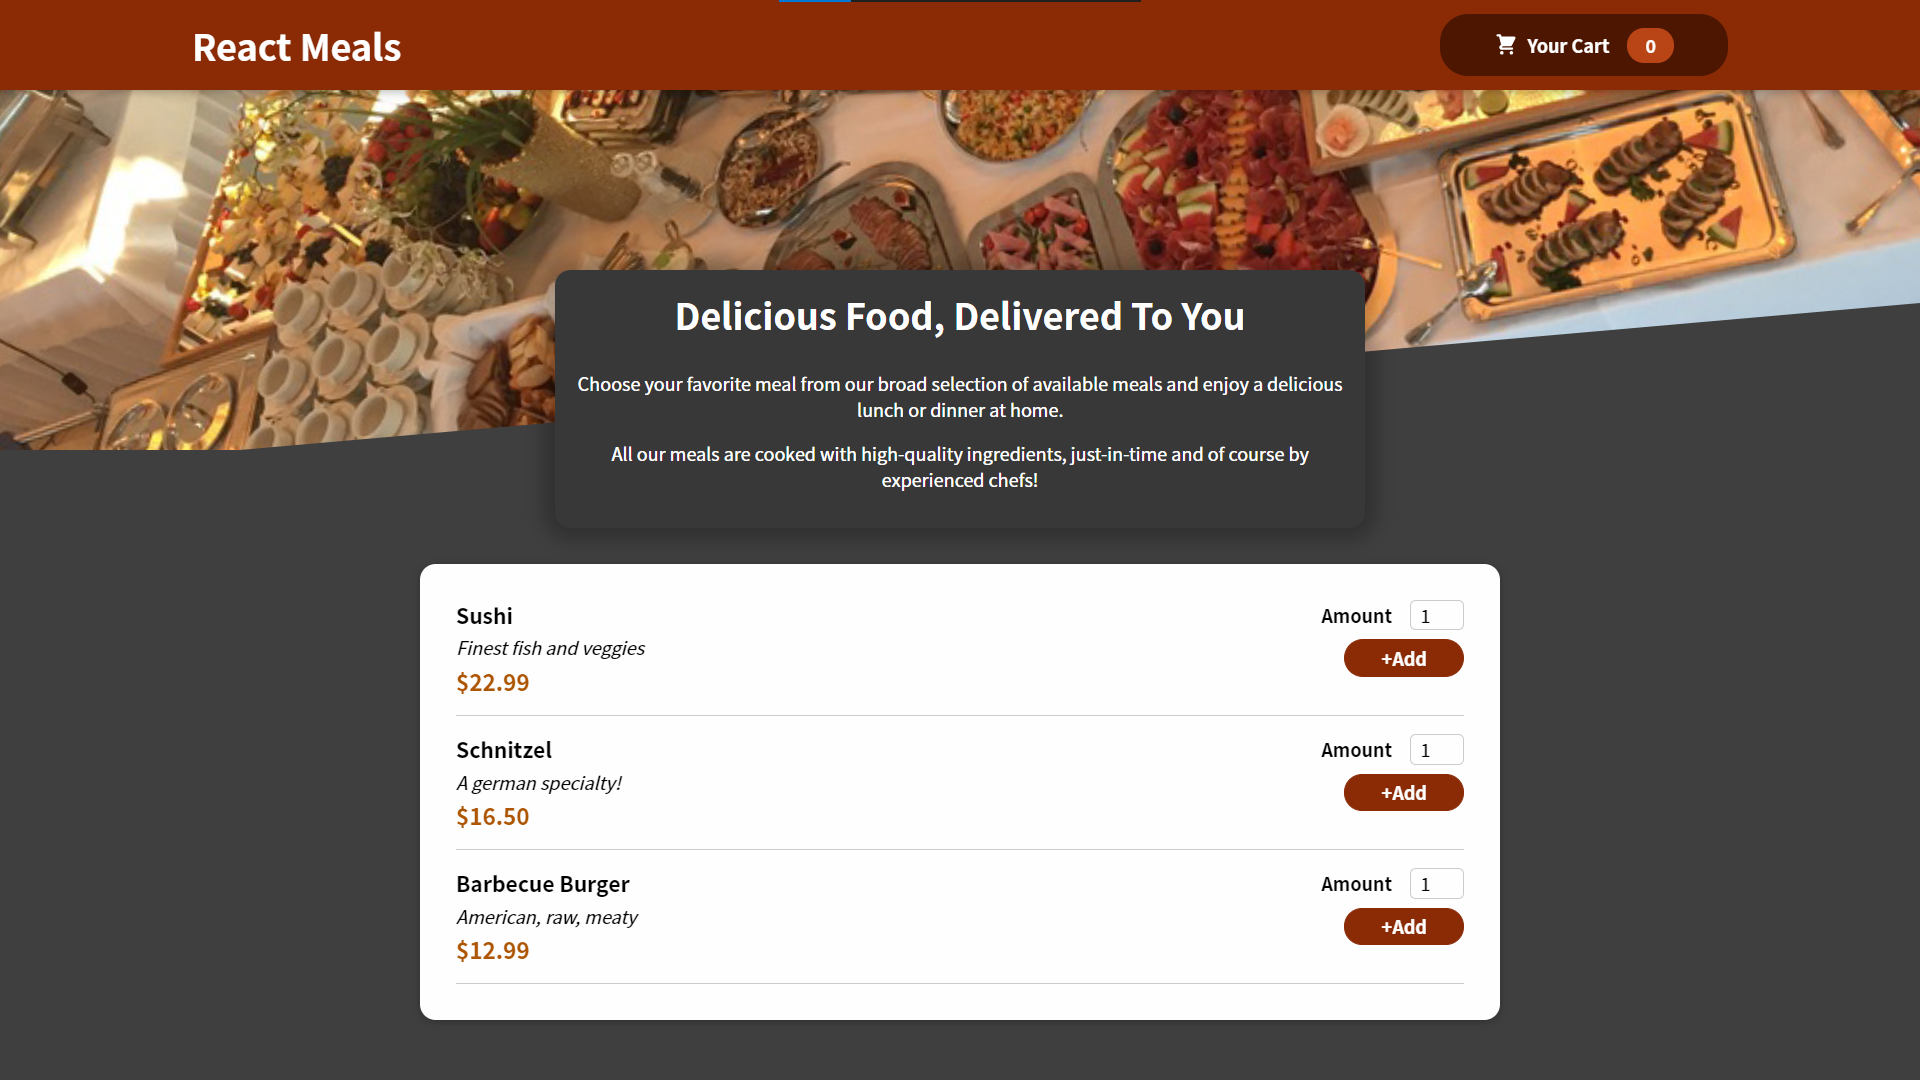 React Meals
Your Cart 0
Delicious Food, Delivered To You
Choose your favorite meal from our broad selection of available meals and enjoy a delicious
lunch or dinner at home.
All our meals are cooked with high-quality ingredients, just-in-time and of course by
experienced chefs!
Sushi
Finest fish and veggies
$22.99
Amount 1
+Add
Schnitzel
A german specialty!
$16.50
Amount 1
+Add
Barbecue Burger
American, raw, meaty
$12.99
Amount 1
+Add